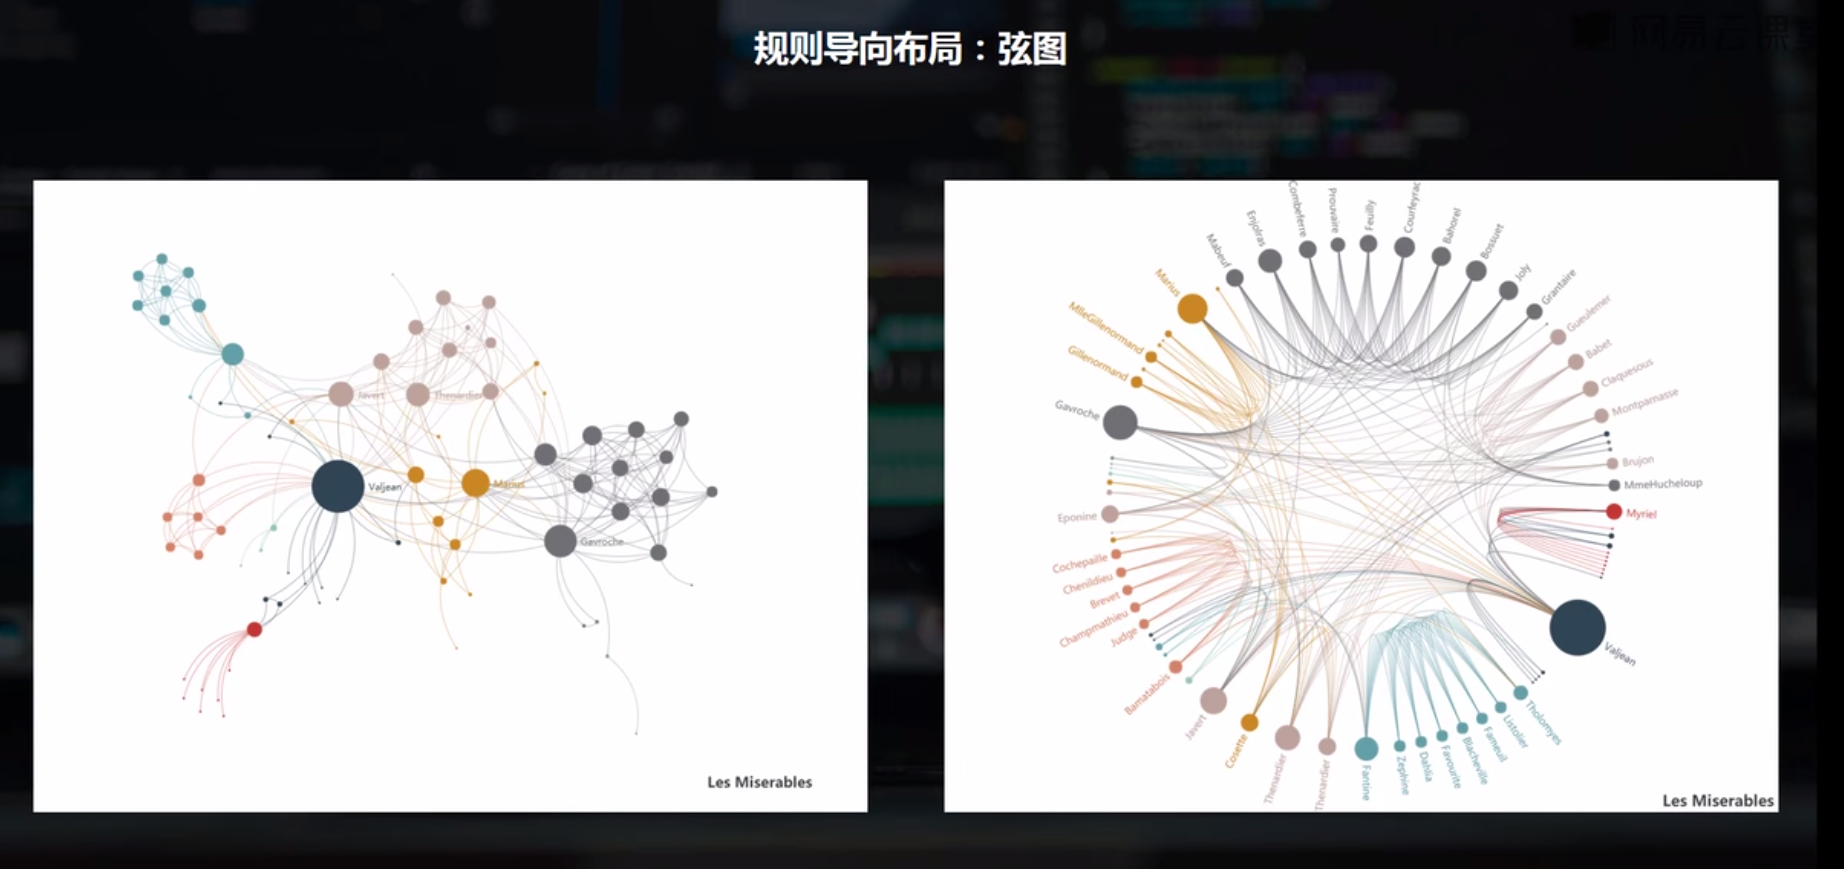 规则导向布局：弦图
网易云课堂
Javert
Thenardier
Valjean
Marius
Gavroche
Les Miserables
Combeferre
Prouvaire
Feuilly
Courfeyrac
Bahorel
Bossuet
Joly
Grantaire
Enjolras
Mabeuf
Marius
MlleGillenormand
Gillenormand
Gavroche
Eponine
Cochepaille
Chenildieu
Brevet
Champmathieu
Judge
Bamatabois
Javert
Cosette
Thenardier
Thenardier
Fantine
Zephine
Dahlia
Favourite
Blacheville
Fameuil
Listolier
Tholomyes
Valjean
Myriel
MmeHucheloup
Brujon
Montparnasse
Claquesous
Babet
Gueulemer
Les Miserables